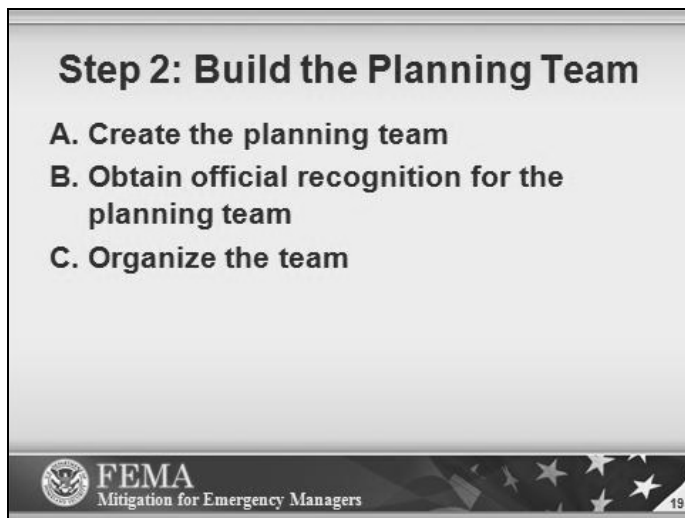 Step 2: Build the Planning Team
A. Create the planning team
B. Obtain official recognition for the
planning team
C. Organize the team
FEMA
Mitigation for Emergency Managers
19